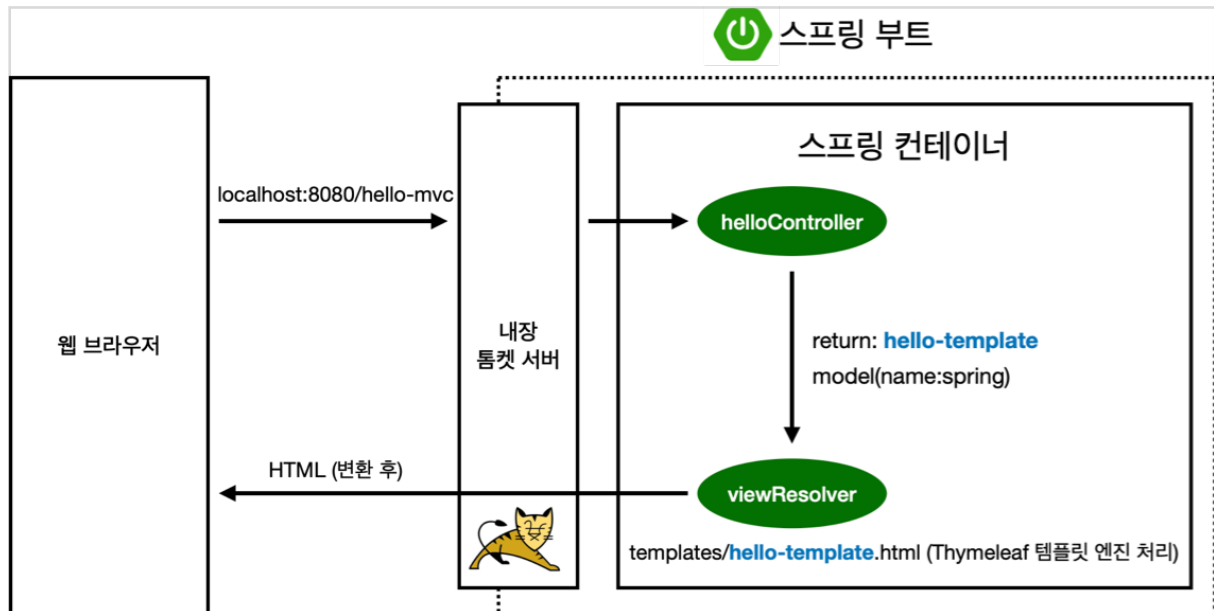 스프링 부트
스프링 컨테이너
localhost:8080/hello-mvc
helloController
웹 브라우저
내장
톰켓 서버
return: hello-template
model(name:spring)
HTML (변환 후)
viewResolver
templates/hello-template.html (Thymeleaf 템플릿 엔진 처리)